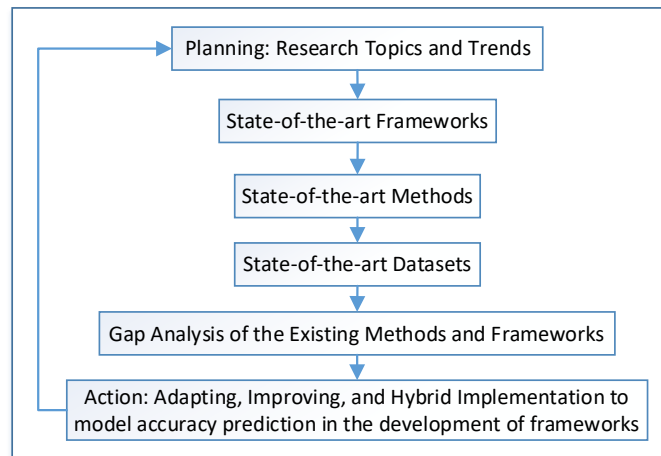 Planning: Research Topics and Trends
State-of-the-art Frameworks
State-of-the-art Methods
State-of-the-art Datasets
Gap Analysis of the Existing Methods and Frameworks
Action: Adapting, Improving, and Hybrid Implementation to
model accuracy prediction in the development of frameworks